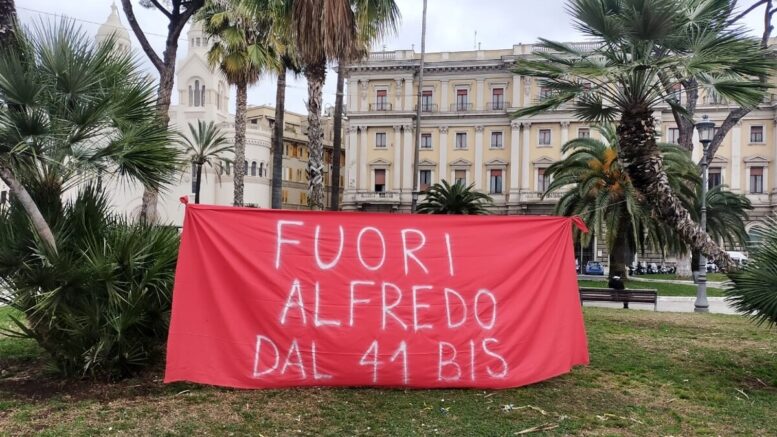 FUORI
ALFREDO
DAL 41 BIS